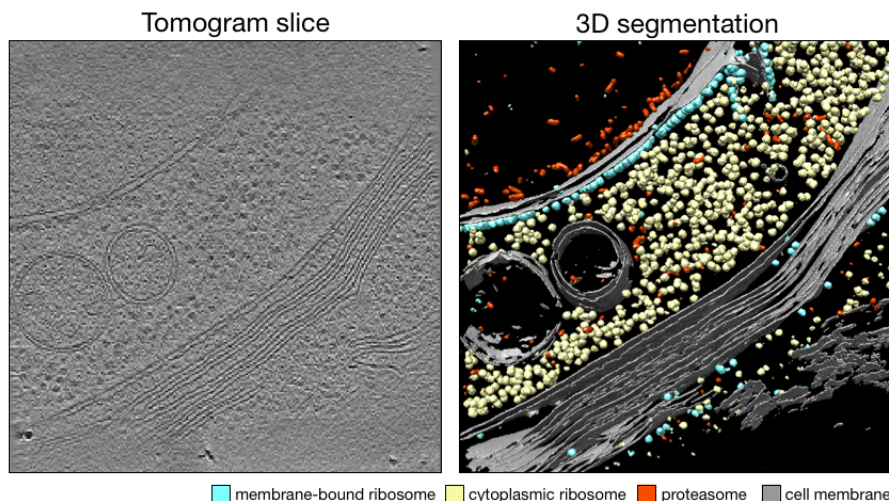 Tomogram slice
3D segmentation
membrane-bound ribosome
cytoplasmic ribosome
proteasome
cell membrane